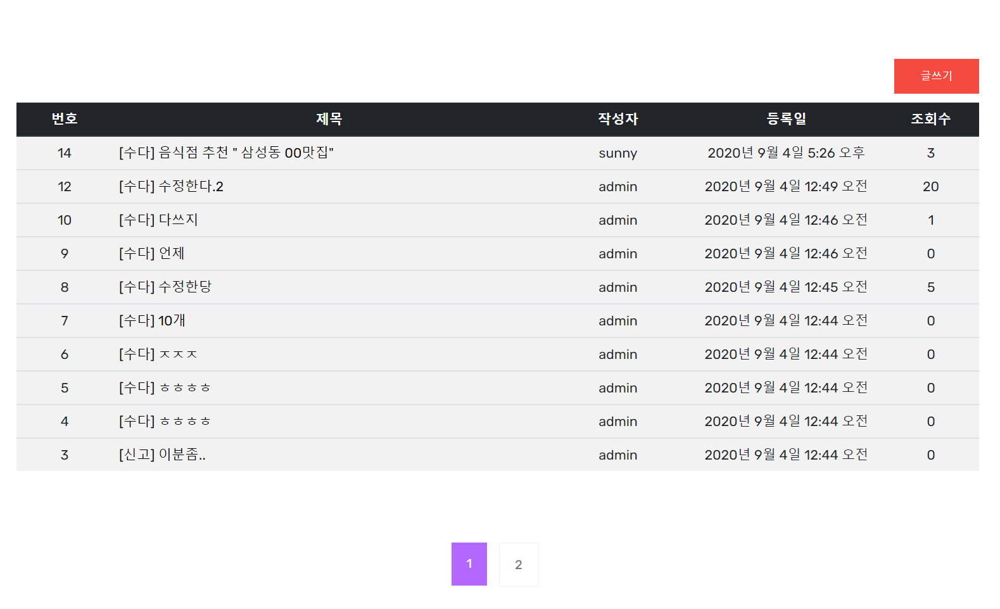 글쓰기
번호 제목 작성자 등록일 조회수
14 [수다] 음식점 추천 " 삼성동 00맛집" sunny 2020년 9월 4일 5:26 오후 3
12 [수다] 수정한다.2 admin 2020년 9월 4일 12:49 오전 20
10 [수다] 다쓰지 admin 2020년 9월 4일 12:46 오전 1
9 [수다] 언제 admin 2020년 9월 4일 12:46 오전 0
8 [수다] 수정한당 admin 2020년 9월 4일 12:45 오전 5
7 [수다] 10개 admin 2020년 9월 4일 12:44 오전 0
6 [수다] ㅈㅈㅈ admin 2020년 9월 4일 12:44 오전 0
5 [수다] ㅎㅎㅎㅎ admin 2020년 9월 4일 12:44 오전 0
4 [수다] ㅎㅎㅎㅎ admin 2020년 9월 4일 12:44 오전 0
3 [신고] 이분좀.. admin 2020년 9월 4일 12:44 오전 0
1 2